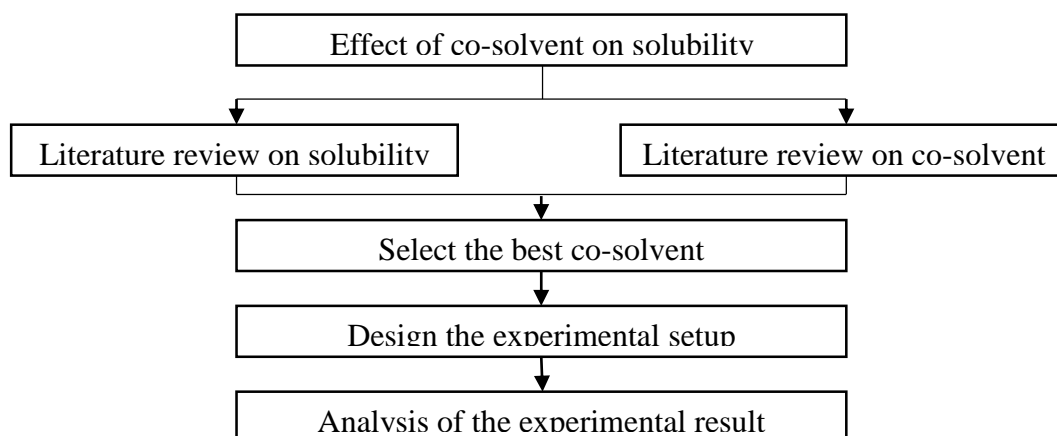 Effect of co-solvent on solubility
Literature review on solubility
Literature review on co-solvent
Select the best co-solvent
Design the experimental setup
Analysis of the experimental result